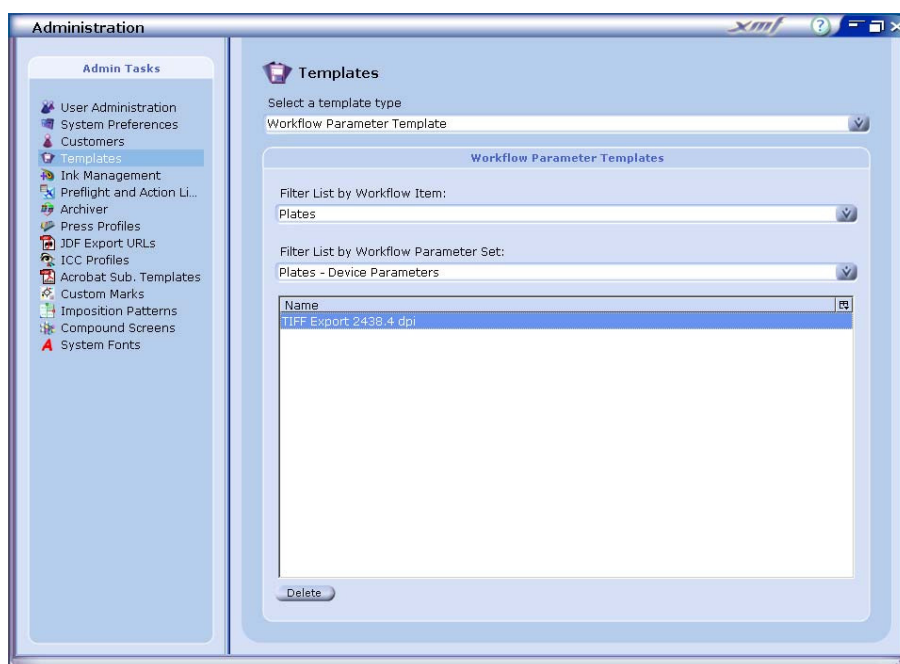 Administration
xmf
?
Admin Tasks
User Administration
System Preferences
Customers
Templates
Ink Management
Preflight and Action Li...
Archiver
Press Profiles
JDF Export URLs
ICC Profiles
Acrobat Sub. Templates
Custom Marks
Imposition Patterns
Compound Screens
System Fonts
Templates
Select a template type
Workflow Parameter Template
Workflow Parameter Templates
Filter List by Workflow Item:
Plates
Filter List by Workflow Parameter Set:
Plates - Device Parameters
Name
TIFF Export 2438.4 dpi
Delete